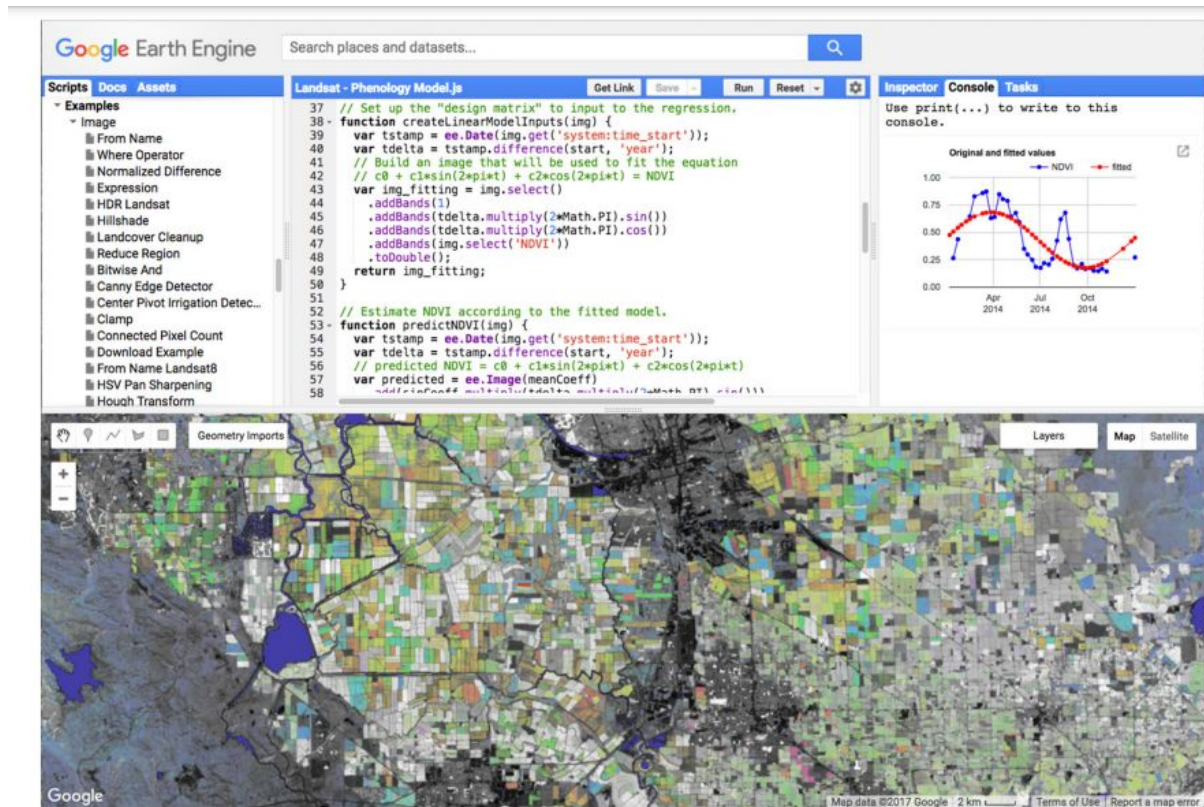 Google Earth Engine
Search places and datasets...
Scripts Docs Assets
Examples
Image
From Name
Where Operator
Normalized Difference
Expression
HDR Landsat
Hillshade
Landcover Cleanup
Reduce Region
Bitwise And
Canny Edge Detector
Center Pivot Irrigation Detec...
Clamp
Connected Pixel Count
Download Example
From Name Landsat8
HSV Pan Sharpening
Hough Transform
Landsat - Phenology Model.js
Get Link Save Run Reset
37 // Set up the "design matrix" to input to the regression.
38 function createLinearModelInputs(img) {
39 var tstamp = ee.Date(img.get('system:time_start'));
40 var tdelta = tstamp.difference(start, 'year');
41 // Build an image that will be used to fit the equation
42 // c0 + c1*sin(2*pi*t) + c2*cos(2*pi*t) = NDVI
43 var img_fitting = img.select()
44 .addBands(1)
45 .addBands(tdelta.multiply(2*Math.PI).sin())
46 .addBands(tdelta.multiply(2*Math.PI).cos())
47 .addBands(img.select('NDVI'))
48 .toDouble();
49 return img_fitting;
50 }
51
52 // Estimate NDVI according to the fitted model.
53 function predictNDVI(img) {
54 var tstamp = ee.Date(img.get('system:time_start'));
55 var tdelta = tstamp.difference(start, 'year');
56 // predicted NDVI = c0 + c1*sin(2*pi*t) + c2*cos(2*pi*t)
57 var predicted = ee.Image(meanCoeff)
58 .add(sinCoeff.multiply(tdelta.multiply(2*Math.PI).sin()))
Inspector Console Tasks
Use print(...) to write to this
console.
Original and fitted values
NDVI fitted
1.00
0.75
0.50
0.25
0.00
Apr 2014
Jul 2014
Oct 2014
Geometry Imports
Layers
Map Satellite
+
−
Google
Map data ©2017 Google 2 km Terms of Use Report a map error